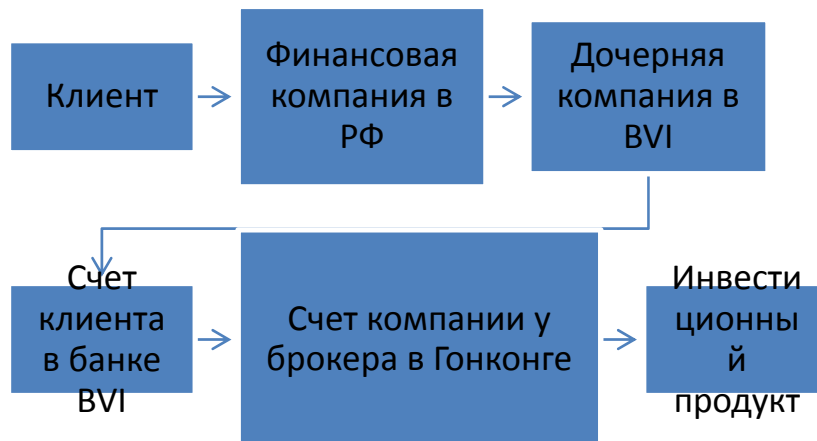 Клиент
Финансовая
компания в
РФ
Дочерняя
компания в
BVI
Счет
клиента
в банке
BVI
Счет компании у
брокера в Гонконге
Инвести
ционны
й
продукт